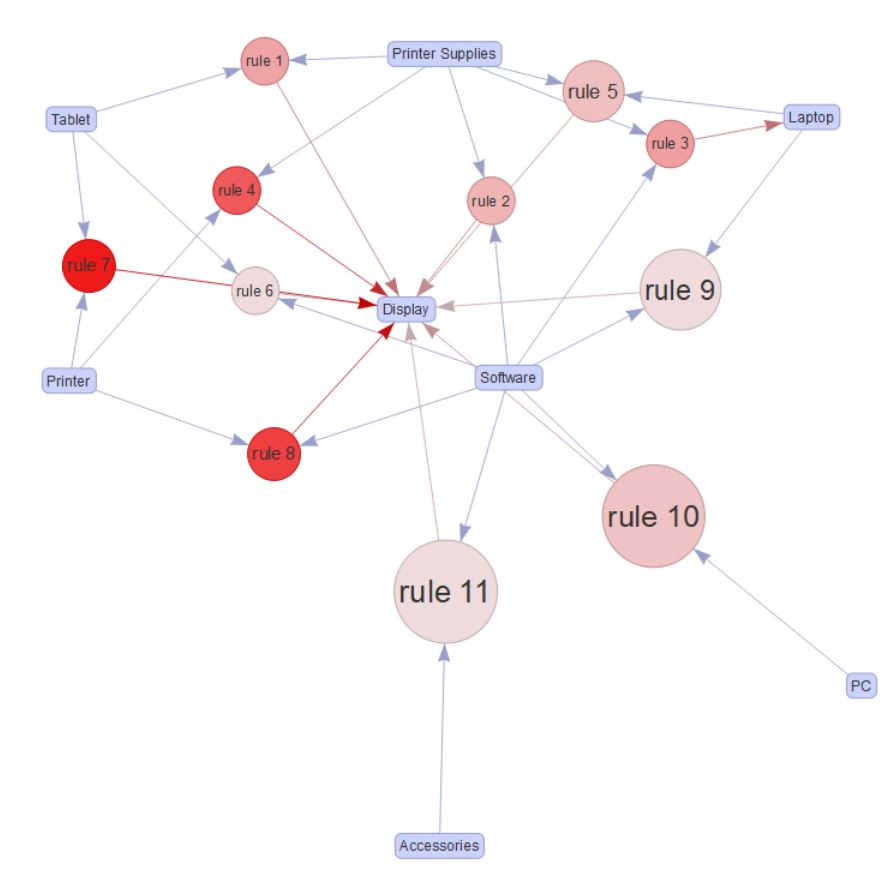 rule 1
Printer Supplies
rule 5
Tablet
Laptop
rule 3
rule 4
rule 2
rule 7
rule 6
rule 9
Display
Printer
Software
rule 8
rule 10
rule 11
PC
Accessories